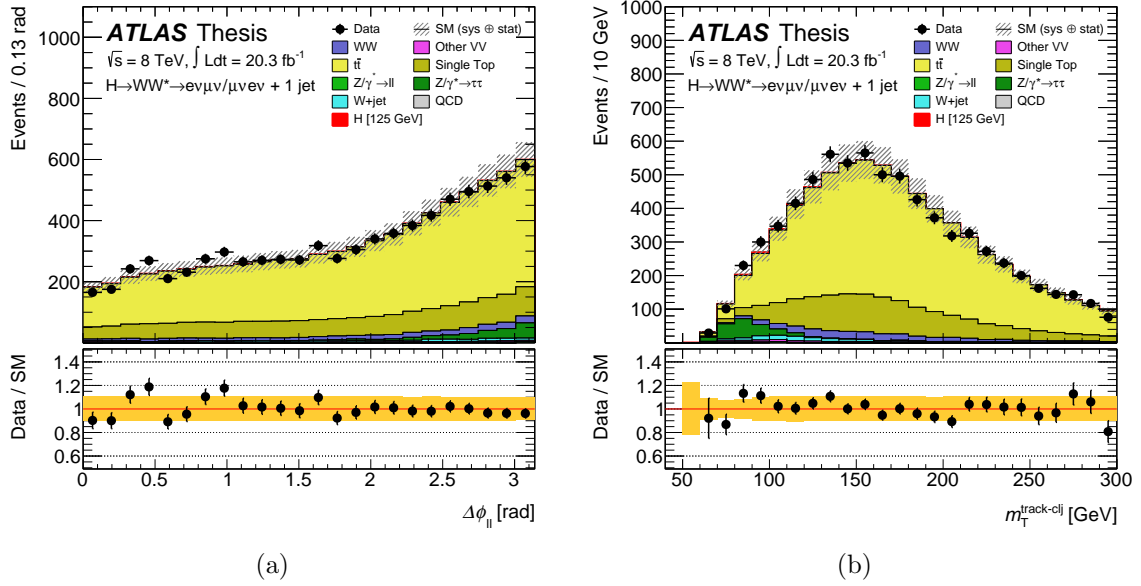 ATLAS Thesis
√s = 8 TeV, ∫ Ldt = 20.3 fb⁻¹
H→WW*→eνμν/μνeν + 1 jet
Data
SM (sys ⊕ stat)
WW
Other VV
tt̄
Single Top
Z/γ*→ll
Z/γ*→ττ
W+jet
QCD
H [125 GeV]
Events / 0.13 rad
1000
800
600
400
200
Data / SM
1.4
1.2
1
0.8
0.6
0 0.5 1 1.5 2 2.5 3
Δϕ_ll [rad]
(a)
ATLAS Thesis
√s = 8 TeV, ∫ Ldt = 20.3 fb⁻¹
H→WW*→eνμν/μνeν + 1 jet
Data
SM (sys ⊕ stat)
WW
Other VV
tt̄
Single Top
Z/γ*→ll
Z/γ*→ττ
W+jet
QCD
H [125 GeV]
Events / 10 GeV
1000
900
800
700
600
500
400
300
200
100
0
Data / SM
1.4
1.2
1
0.8
0.6
50 100 150 200 250 300
m_T^track-clj [GeV]
(b)